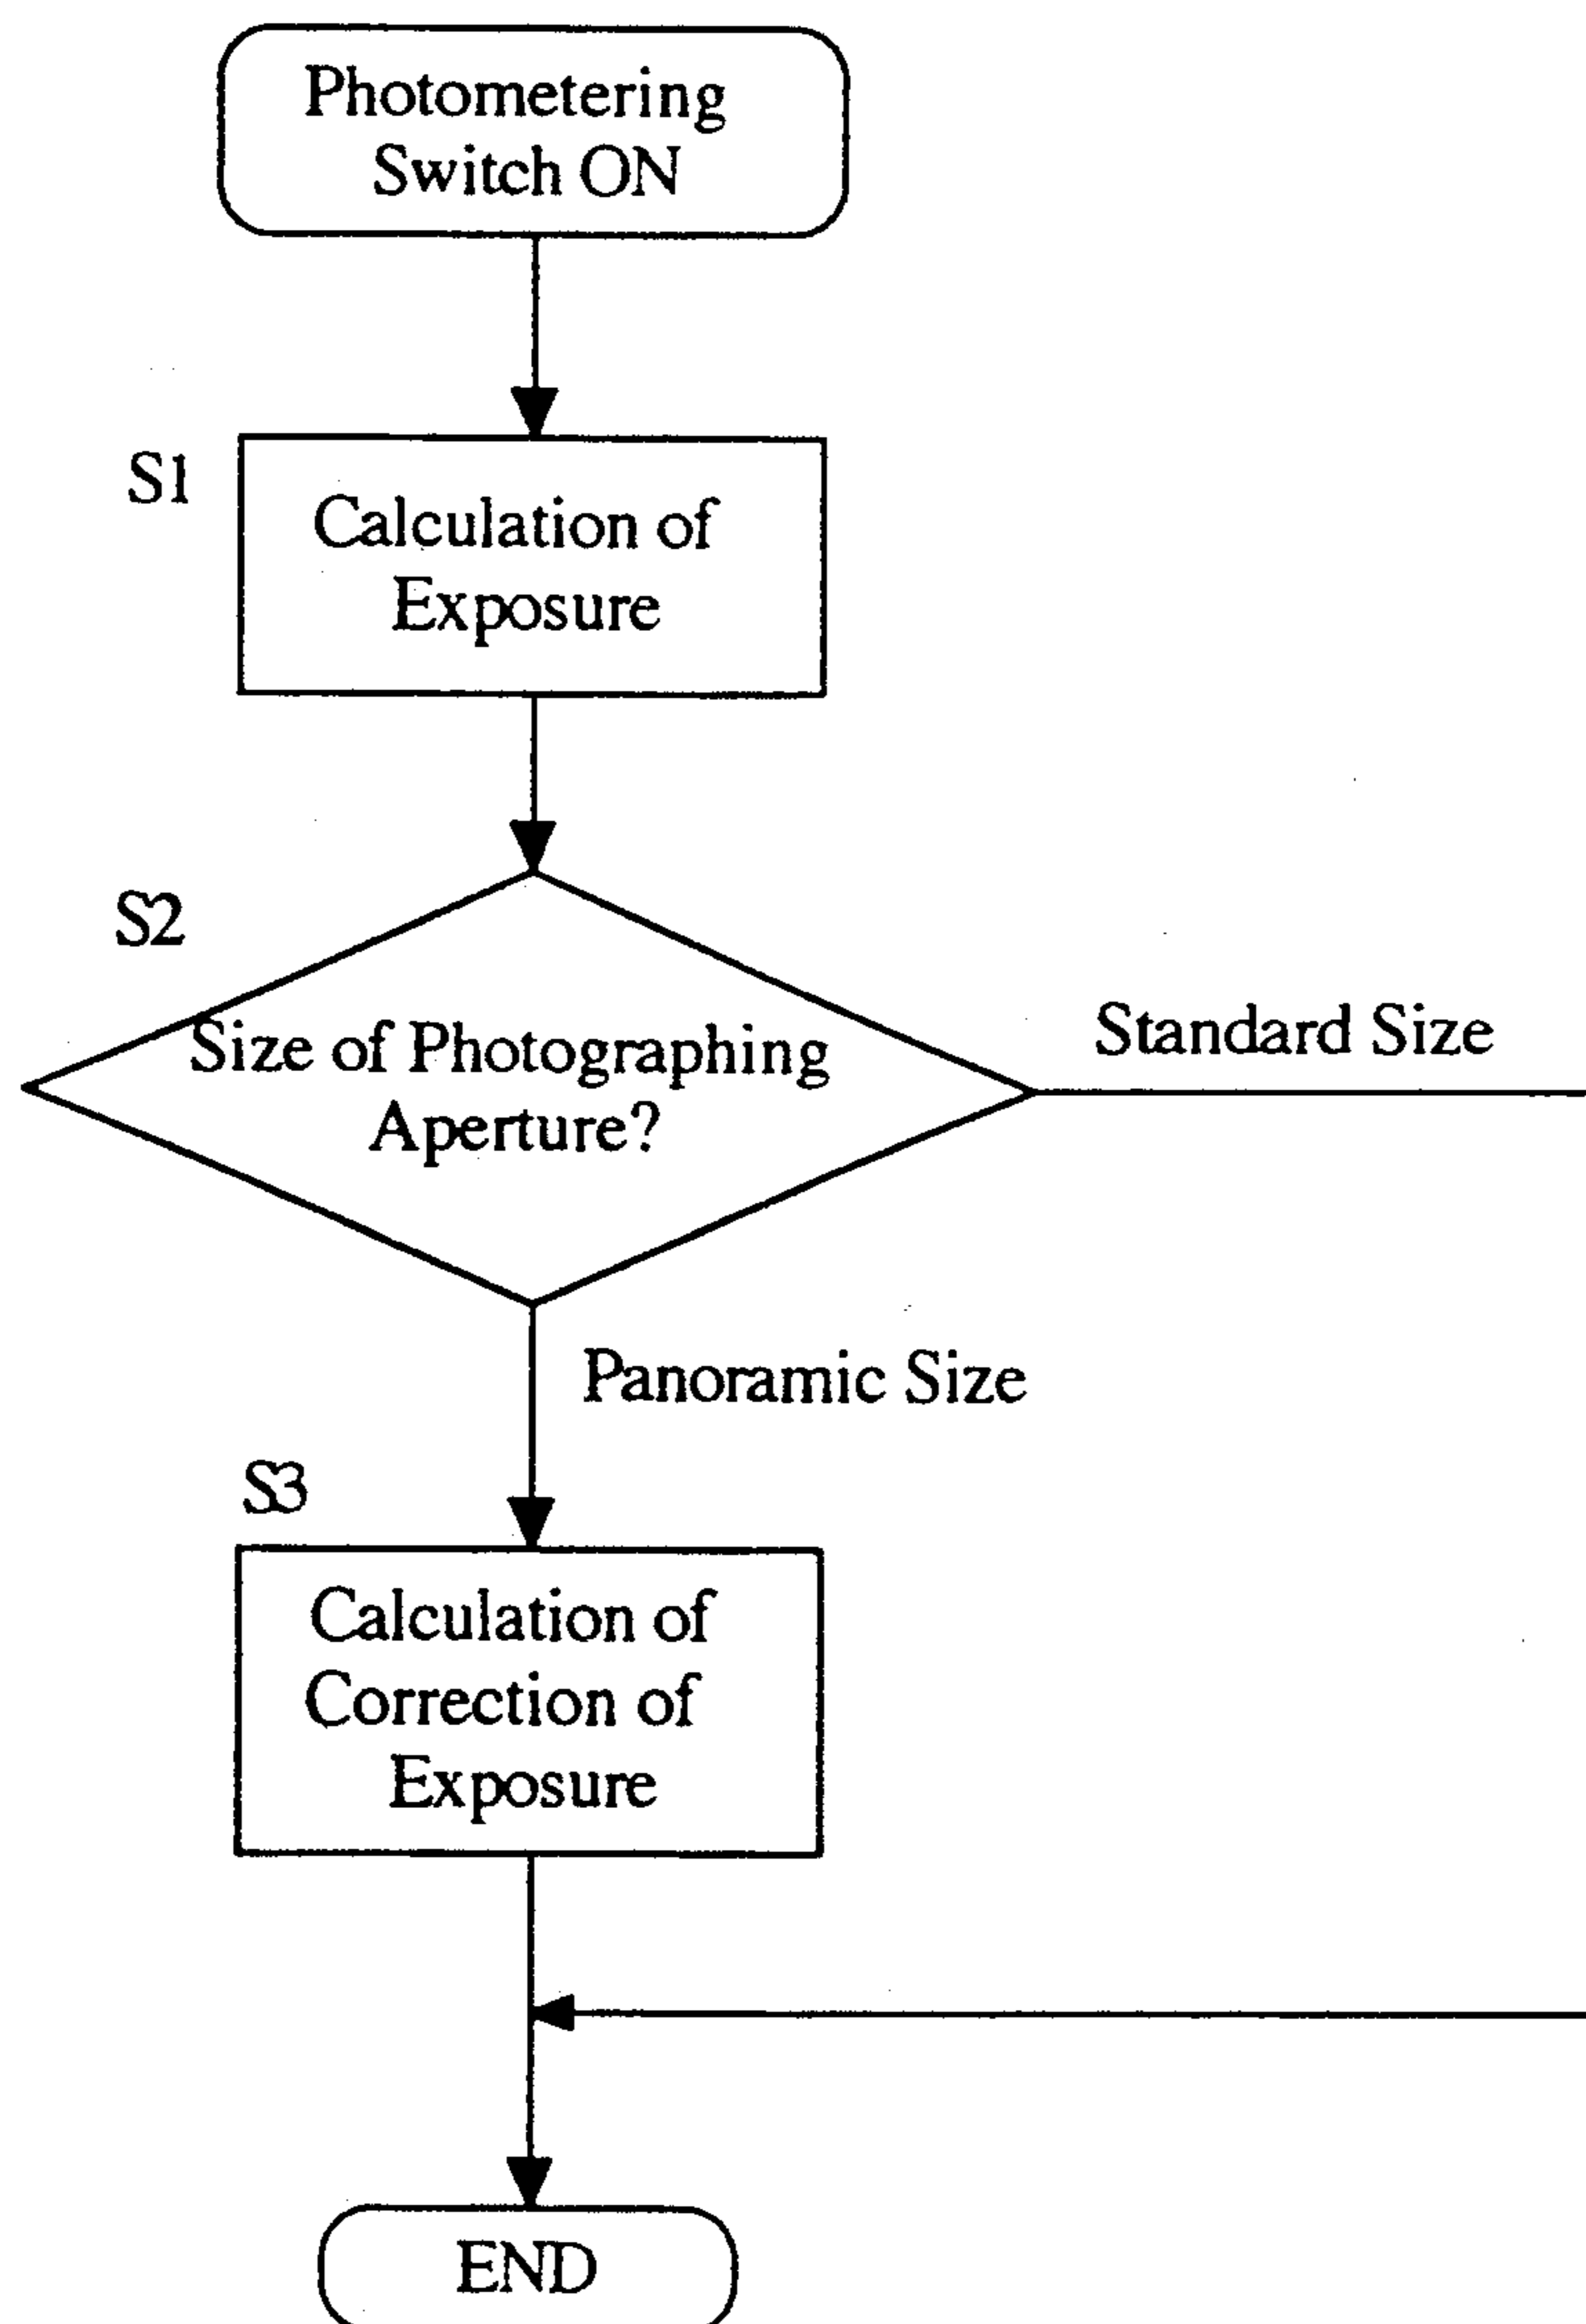 Photometering
Switch ON
S1
Calculation of
Exposure
S2
Size of Photographing
Aperture?
Standard Size
Panoramic Size
S3
Calculation of
Correction of
Exposure
END